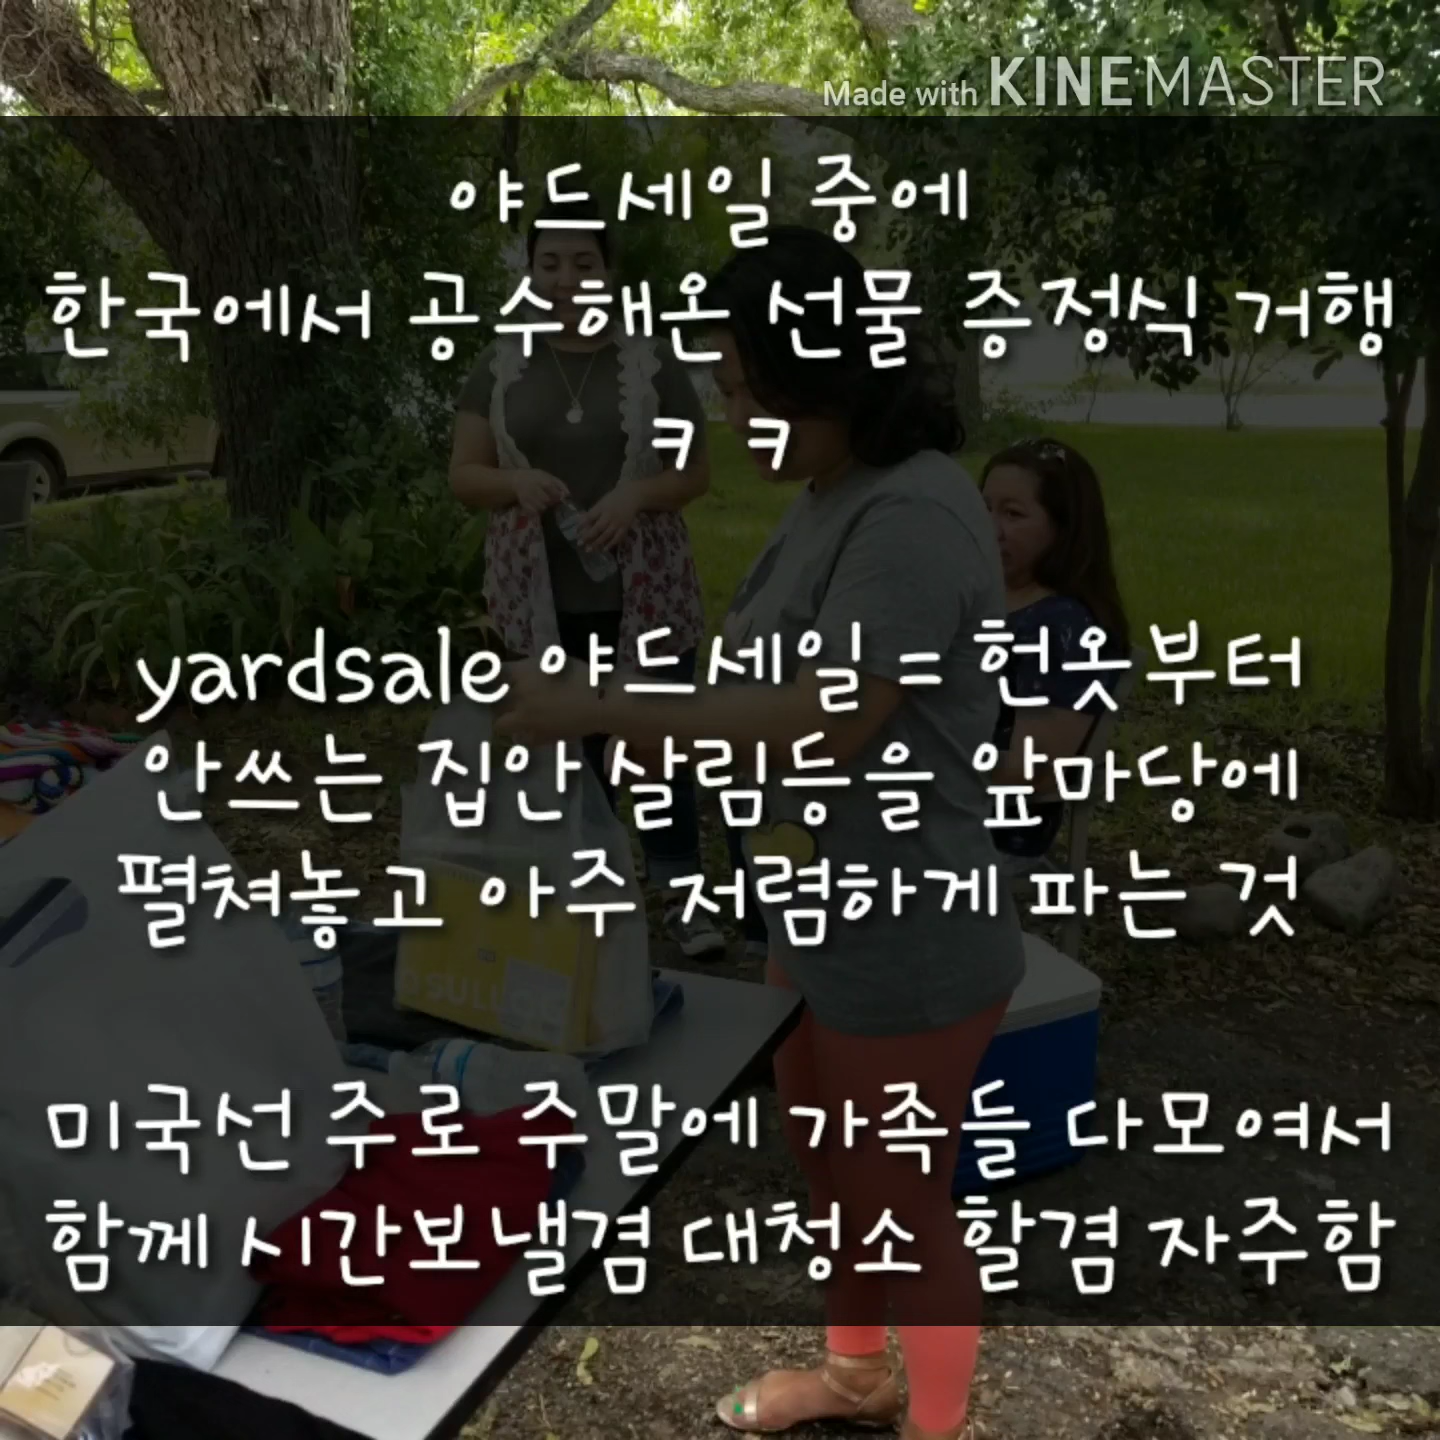 Made with KINEMASTER
야드세일 중에
한국에서 공수해온 선물 증정식 거행
ㅋ ㅋ
yardsale 야드세일 = 헌옷부터
안쓰는 집안 살림등을 앞마당에
펼쳐놓고 아주 저렴하게 파는 것
SULL
미국선 주로 주말에 가족들 다모여서
함께 시간보낼겸 대청소 할겸 자주함